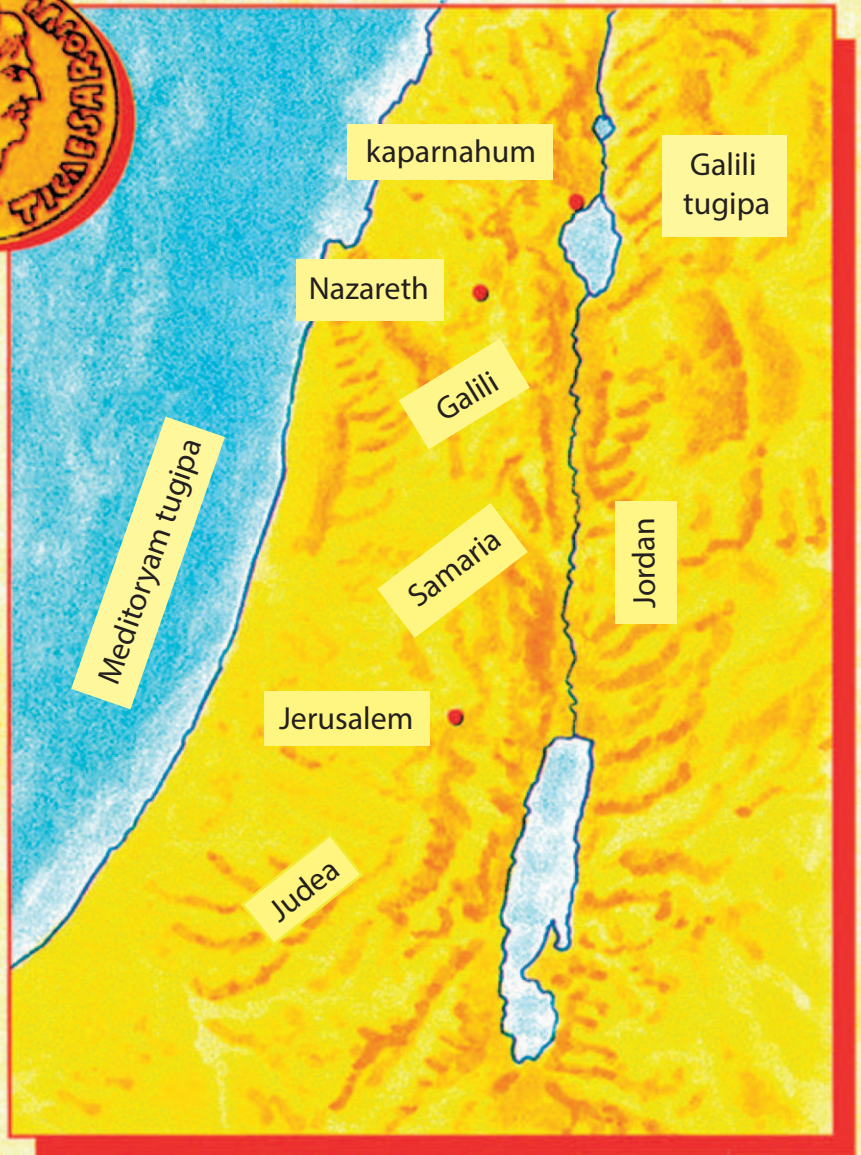 kaparnahum
Galili
tugipa
Nazareth
Galili
Meditoryam tugipa
Samaria
Jordan
Jerusalem
Judea